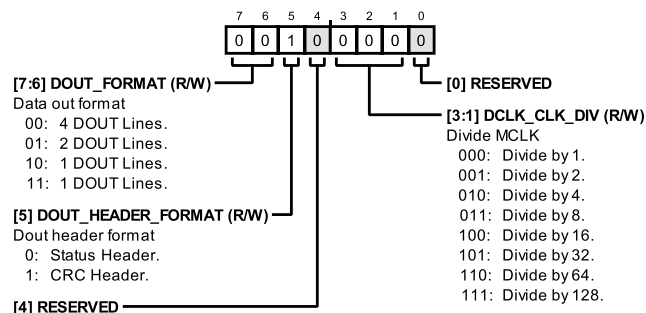 7 6 5 4 3 2 1 0
0 0 1 0 0 0 0 0
[7:6] DOUT_FORMAT (R/W)
Data out format
00: 4 DOUT Lines.
01: 2 DOUT Lines.
10: 1 DOUT Lines.
11: 1 DOUT Lines.
[5] DOUT_HEADER_FORMAT (R/W)
Dout header format
0: Status Header.
1: CRC Header.
[4] RESERVED
[0] RESERVED
[3:1] DCLK_CLK_DIV (R/W)
Divide MCLK
000: Divide by 1.
001: Divide by 2.
010: Divide by 4.
011: Divide by 8.
100: Divide by 16.
101: Divide by 32.
110: Divide by 64.
111: Divide by 128.